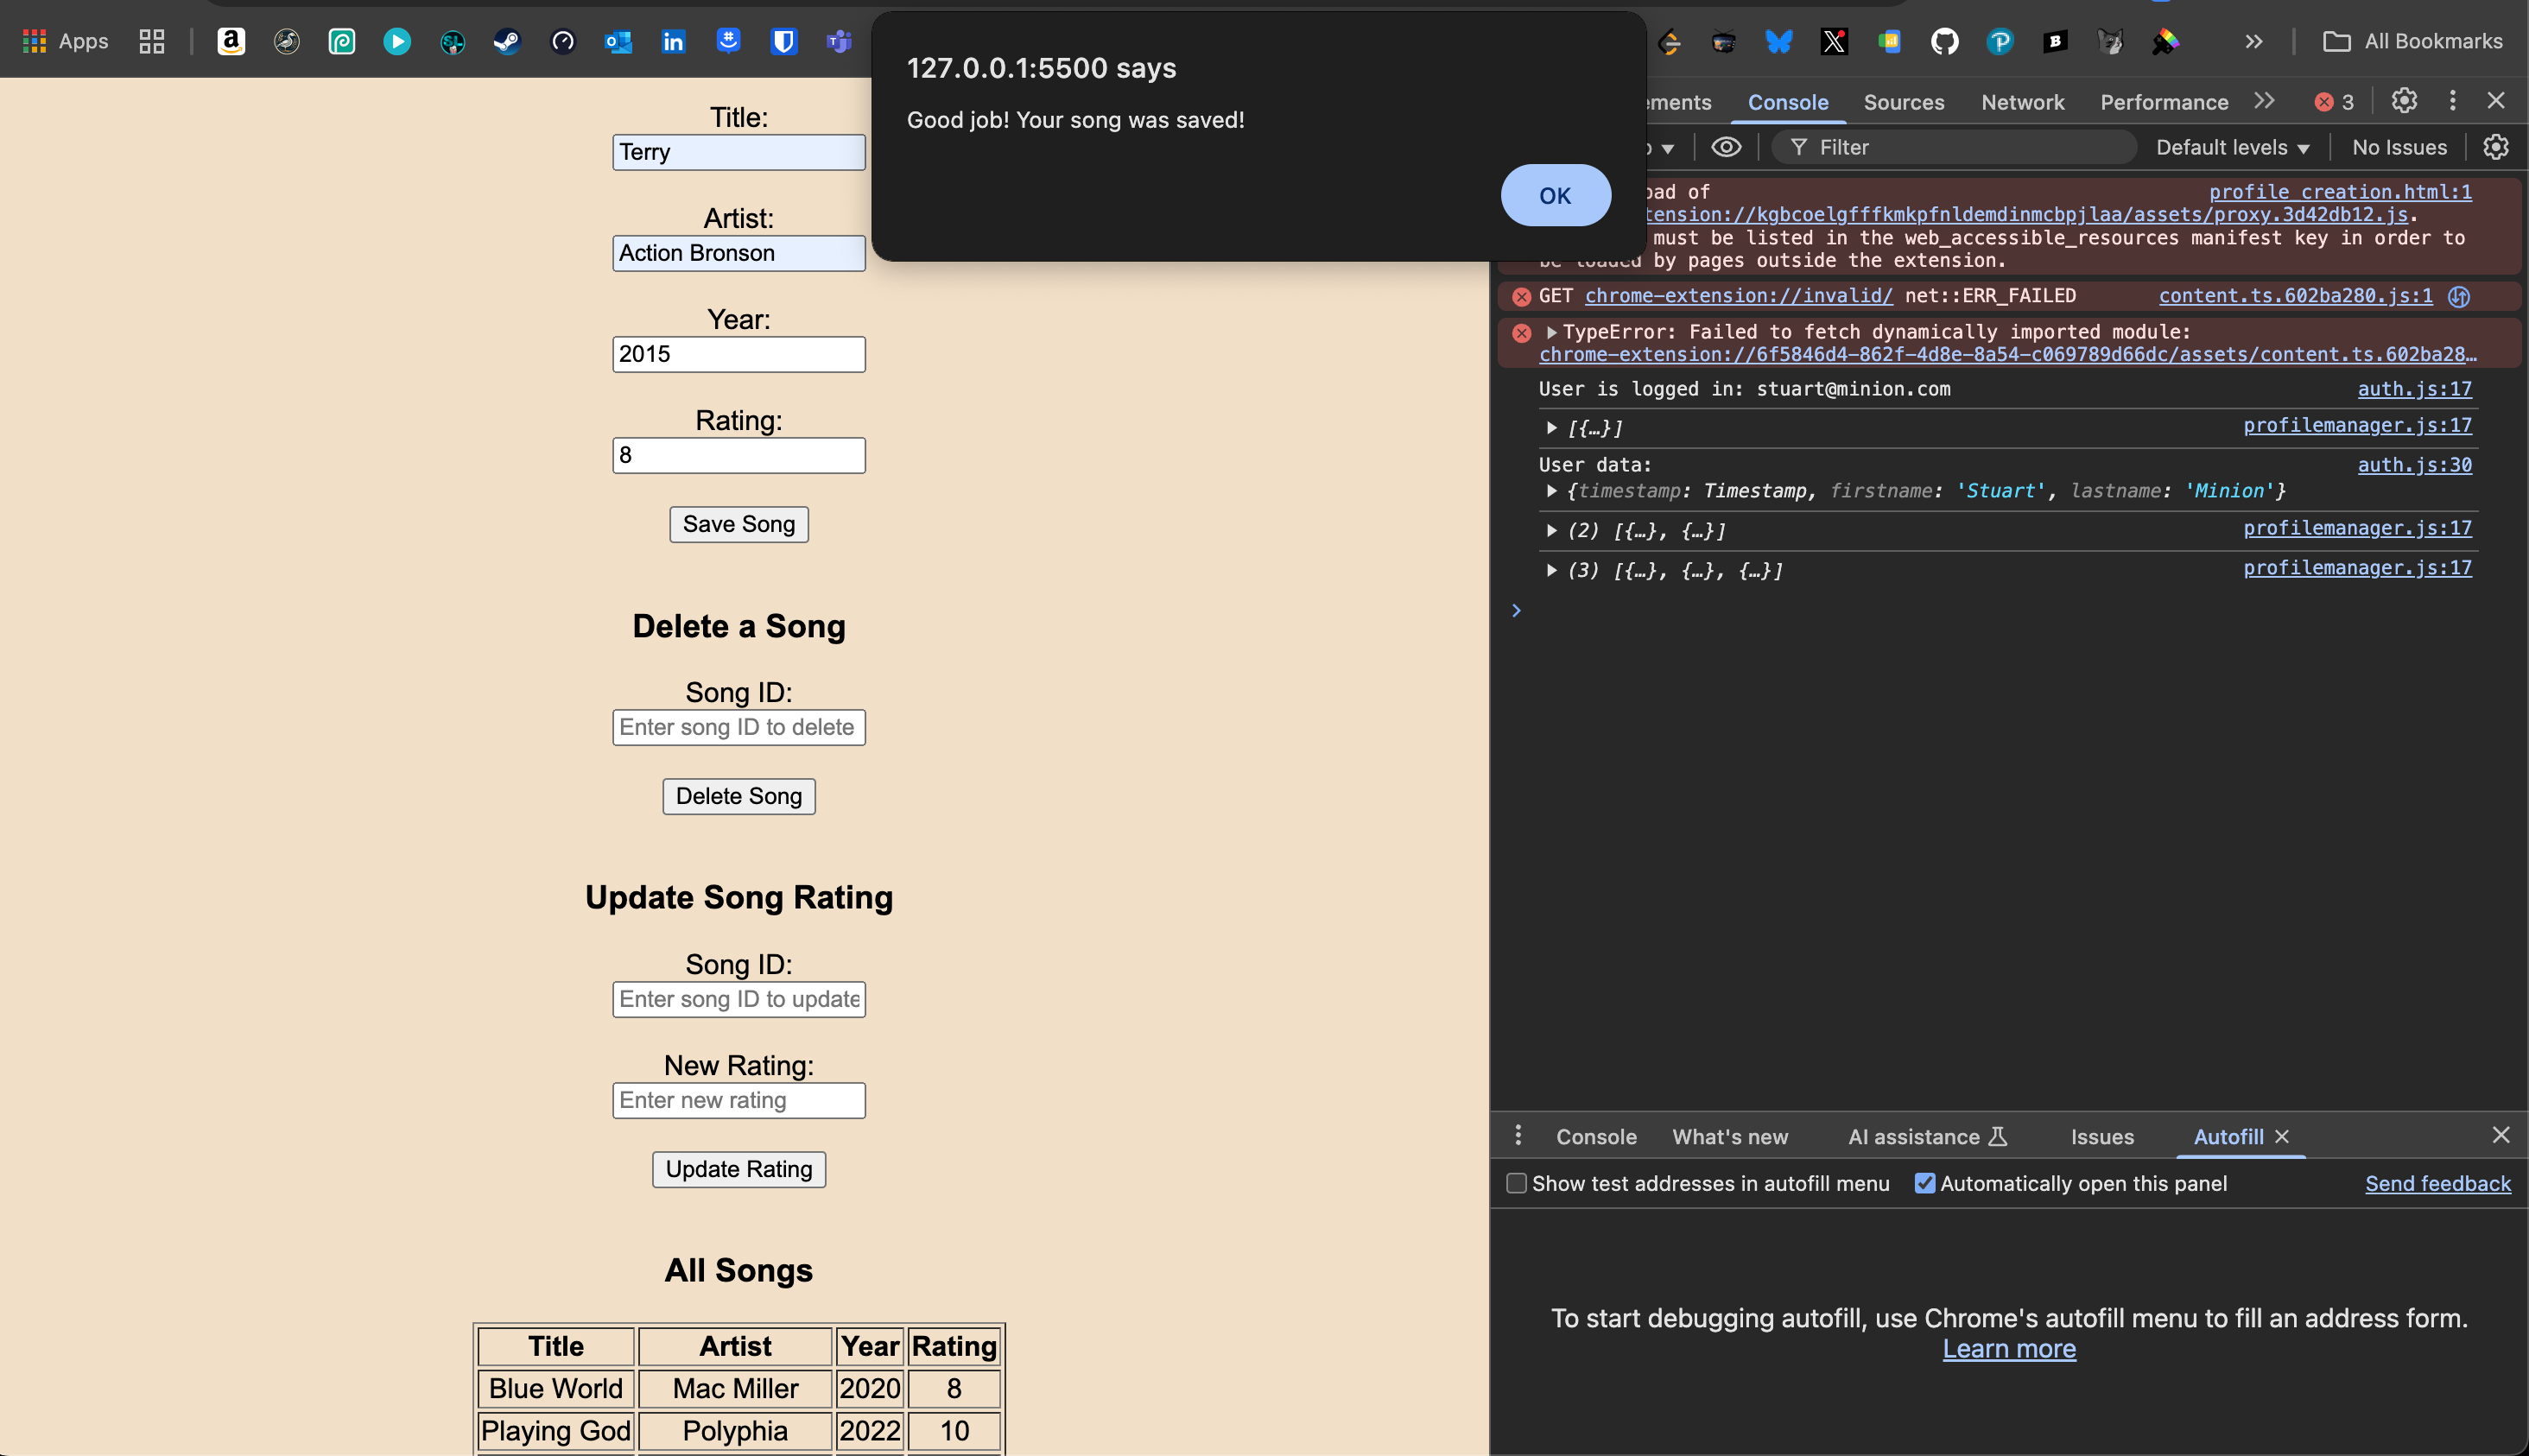 Apps
All Bookmarks
127.0.0.1:5500 says
Good job! Your song was saved!
OK
Title:
Terry
Artist:
Action Bronson
Year:
2015
Rating:
8
Save Song
Delete a Song
Song ID:
Enter song ID to delete
Delete Song
Update Song Rating
Song ID:
Enter song ID to update
New Rating:
Enter new rating
Update Rating
All Songs
Title Artist Year Rating
Blue World Mac Miller 2020 8
Playing God Polyphia 2022 10
ements Console Sources Network Performance 3
Filter Default levels No Issues
oad of profile_creation.html:1
tension://kgbcoelgfffkmkpfnldemdinmcbpjlaa/assets/proxy.3d42db12.js.
must be listed in the web_accessible_resources manifest key in order to
be loaded by pages outside the extension.
GET chrome-extension://invalid/ net::ERR_FAILED content.ts.602ba280.js:1
TypeError: Failed to fetch dynamically imported module:
chrome-extension://6f5846d4-862f-4d8e-8a54-c069789d66dc/assets/content.ts.602ba28…
User is logged in: stuart@minion.com auth.js:17
[{…}] profilemanager.js:17
User data: auth.js:30
{timestamp: Timestamp, firstname: 'Stuart', lastname: 'Minion'}
(2) [{…}, {…}] profilemanager.js:17
(3) [{…}, {…}, {…}] profilemanager.js:17
Console What's new AI assistance Issues Autofill
Show test addresses in autofill menu Automatically open this panel Send feedback
To start debugging autofill, use Chrome's autofill menu to fill an address form.
Learn more